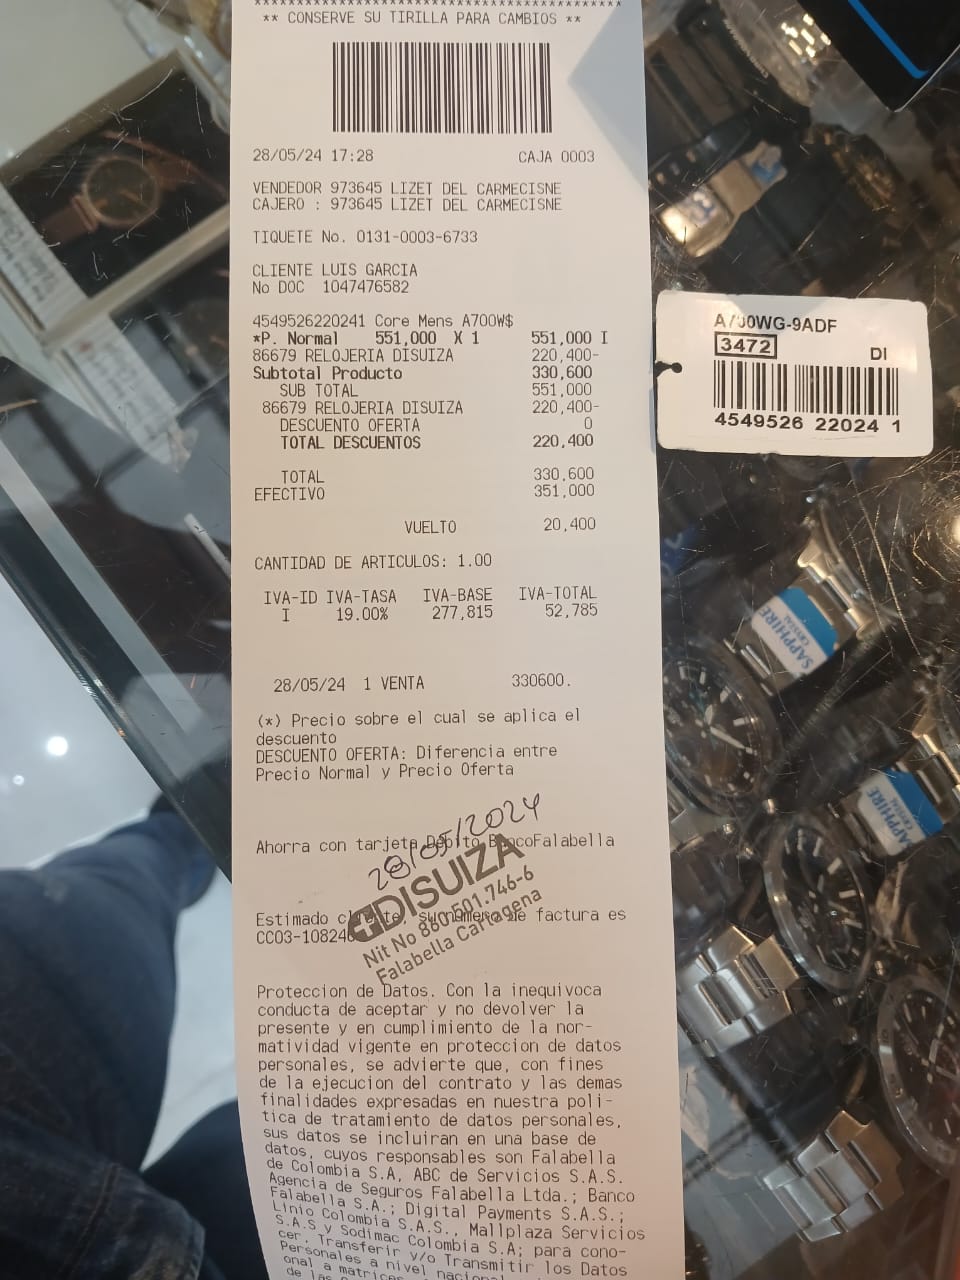 ** CONSERVE SU TIRILLA PARA CAMBIOS **
28/05/24 17:28 CAJA 0003
VENDEDOR 973645 LIZET DEL CARMECISNE
CAJERO : 973645 LIZET DEL CARMECISNE
TIQUETE No. 0131-0003-6733
CLIENTE LUIS GARCIA
No DOC 1047476582
4549526220241 Core Mens A700W$
*P. Normal 551,000 X 1 551,000 I
86679 RELOJERIA DISUIZA 220,400-
Subtotal Producto 330,600
SUB TOTAL 551,000
86679 RELOJERIA DISUIZA 220,400-
DESCUENTO OFERTA 0
TOTAL DESCUENTOS 220,400
TOTAL 330,600
EFECTIVO 351,000
VUELTO 20,400
CANTIDAD DE ARTICULOS: 1.00
IVA-ID IVA-TASA IVA-BASE IVA-TOTAL
I 19.00% 277,815 52,785
28/05/24 1 VENTA 330600.
(*) Precio sobre el cual se aplica el
descuento
DESCUENTO OFERTA: Diferencia entre
Precio Normal y Precio Oferta
28/05/2024
Ahorra con tarjeta Debito BancoFalabella
DISUIZA
Nit No 860.501.746-6
Falabella Cartagena
Estimado cliente, su numero de factura es
CC03-10824
Proteccion de Datos. Con la inequivoca
conducta de aceptar y no devolver la
presente y en cumplimiento de la nor-
matividad vigente en proteccion de datos
personales, se advierte que, con fines
de la ejecucion del contrato y las demas
finalidades expresadas en nuestra poli-
tica de tratamiento de datos personales,
sus datos se incluiran en una base de
datos, cuyos responsables son Falabella
de Colombia S.A, ABC de Servicios S.A.S.
Agencia de Seguros Falabella Ltda.; Banco
Falabella S.A.; Digital Payments S.A.S.;
Linio Colombia S.A.S., Mallplaza Servicios
S.A.S y Sodimac Colombia S.A; para cono-
cer, Transferir y/o Transmitir los Datos
Personales a nivel nacional
onal a matrices
de las
A700WG-9ADF
3472
DI
4549526 22024 1
SAPPHIRE
CRYSTAL
SAPPHIRE
CRYSTAL